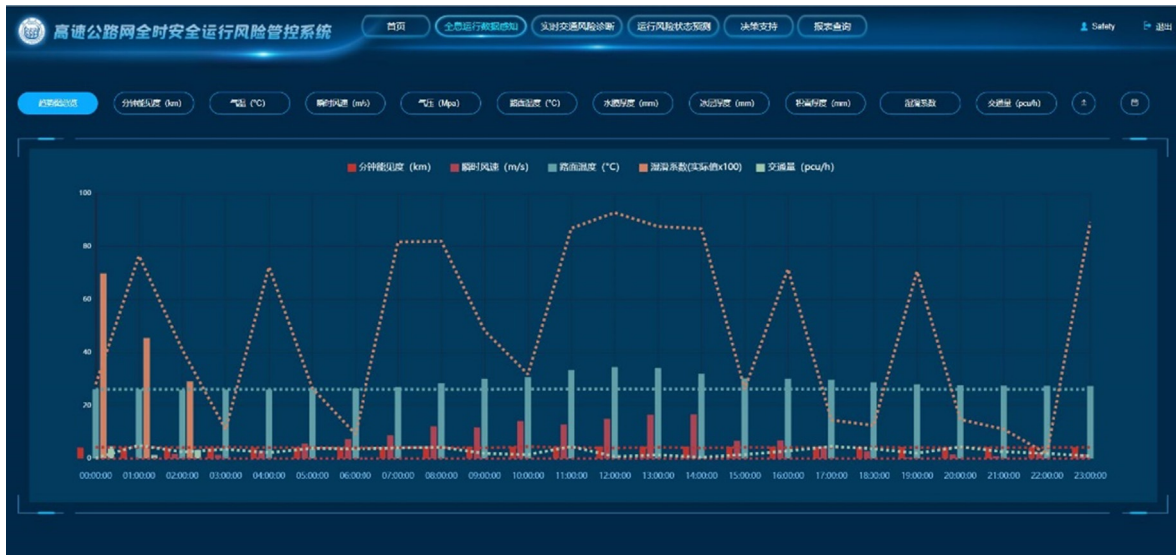 高速公路网全时安全运行风险管控系统
首页
全息运行数据感知
实时交通风险诊断
运行风险状态预测
决策支持
报表查询
Safety
退出
分钟能见度 (km)
气温 (°C)
瞬时风速 (m/s)
气压 (Mpa)
路面温度 (°C)
水膜厚度 (mm)
冰层厚度 (mm)
积雪厚度 (mm)
湿滑系数
交通量 (pcu/h)
分钟能见度 (km)
瞬时风速 (m/s)
路面温度 (°C)
湿滑系数(实际值x100)
交通量 (pcu/h)
100
80
60
40
20
0
00:00:00 01:00:00 02:00:00 03:00:00 04:00:00 05:00:00 06:00:00 07:00:00 08:00:00 09:00:00 10:00:00 11:00:00 12:00:00 13:00:00 14:00:00 15:00:00 16:00:00 17:00:00 18:00:00 19:00:00 20:00:00 21:00:00 22:00:00 23:00:00